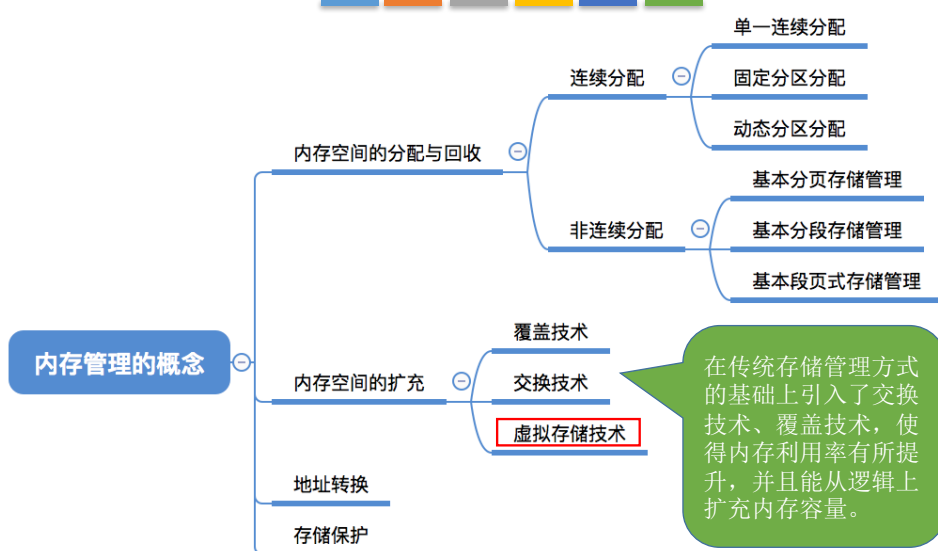 单一连续分配
连续分配
固定分区分配
动态分区分配
内存空间的分配与回收
基本分页存储管理
非连续分配
基本分段存储管理
基本段页式存储管理
内存管理的概念
覆盖技术
内存空间的扩充
交换技术
虚拟存储技术
在传统存储管理方式
的基础上引入了交换
技术、覆盖技术，使
得内存利用率有所提
升，并且能从逻辑上
扩充内存容量。
地址转换
存储保护